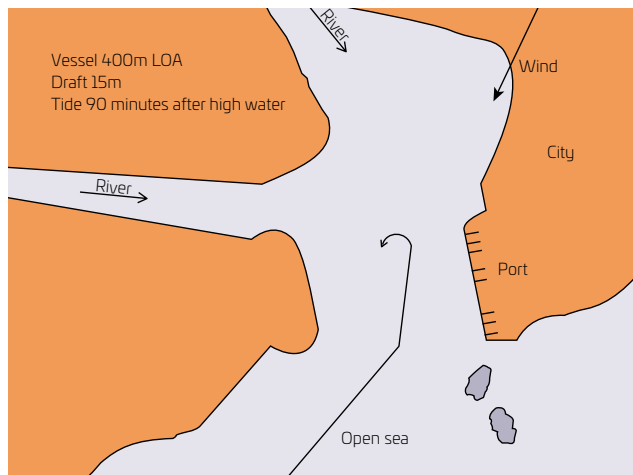 River
Vessel 400m LOA
Draft 15m
Tide 90 minutes after high water
Wind
City
River
Port
Open sea